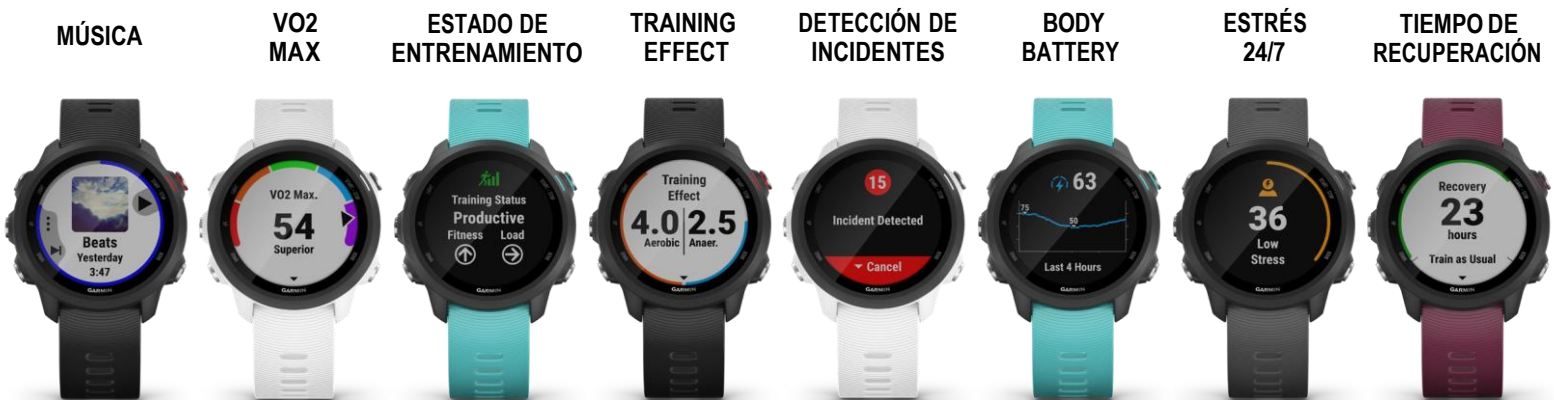 MÚSICA
VO2
MAX
ESTADO DE
ENTRENAMIENTO
TRAINING
EFFECT
DETECCIÓN DE
INCIDENTES
BODY
BATTERY
ESTRÉS
24/7
TIEMPO DE
RECUPERACIÓN
Beats
Yesterday
3:47
GARMIN
VO2 Max.
54
Superior
GARMIN
Training Status
Productive
Fitness Load
GARMIN
Training
Effect
4.0 2.5
Aerobic Anaer.
GARMIN
15
Incident Detected
Cancel
GARMIN
63
75
50
Last 4 Hours
GARMIN
36
Low
Stress
GARMIN
Recovery
23
hours
Train as Usual
GARMIN